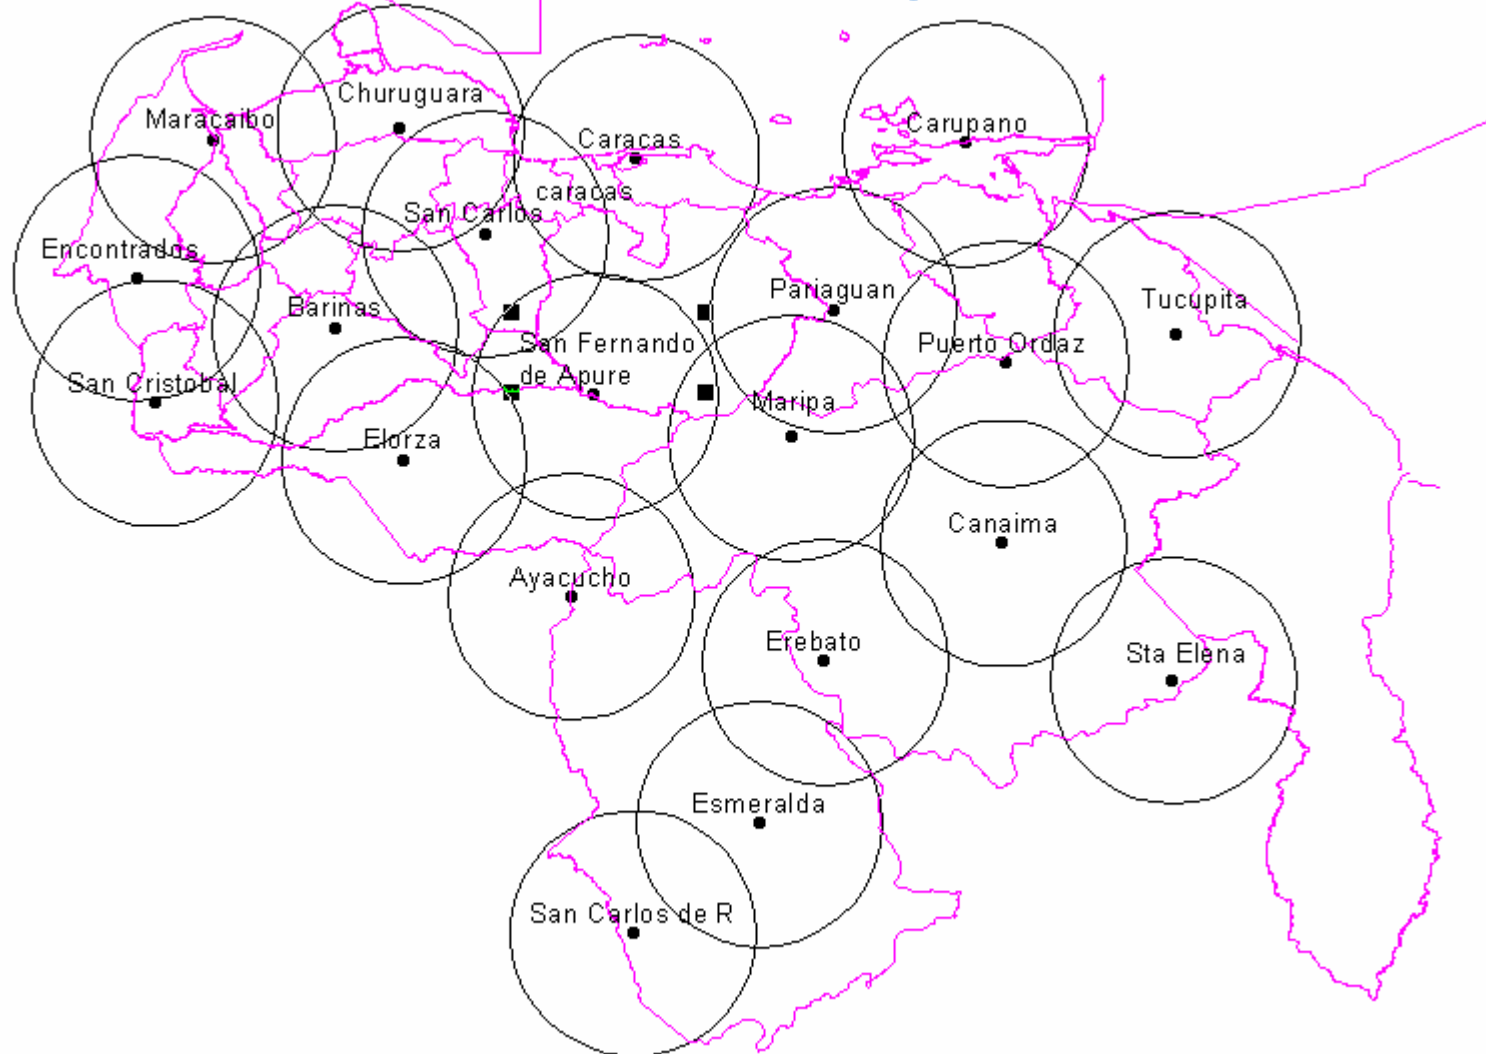 Churuguara
Maracaibo
Caracas
Carupano
caracas
San Carlos
Encontrados
Pariaguan
Tucupita
Barinas
San Fernando
de Apure
Puerto Ordaz
San Cristobal
Maripa
Elorza
Canaima
Ayacucho
Erebato
Sta Elena
Esmeralda
San Carlos de R